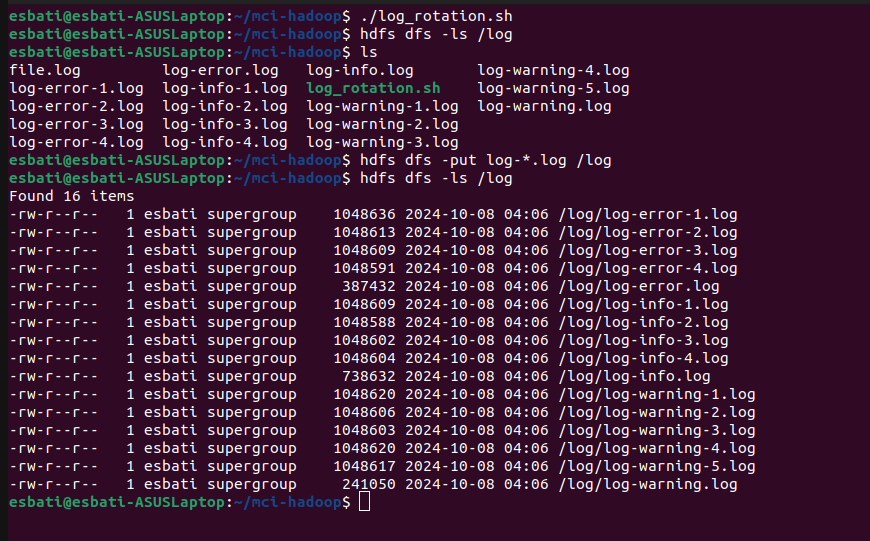 esbati@esbati-ASUSLaptop:~/mci-hadoop$ ./log_rotation.sh
esbati@esbati-ASUSLaptop:~/mci-hadoop$ hdfs dfs -ls /log
esbati@esbati-ASUSLaptop:~/mci-hadoop$ ls
file.log         log-error.log   log-info.log       log-warning-4.log
log-error-1.log  log-info-1.log  log_rotation.sh    log-warning-5.log
log-error-2.log  log-info-2.log  log-warning-1.log  log-warning.log
log-error-3.log  log-info-3.log  log-warning-2.log
log-error-4.log  log-info-4.log  log-warning-3.log
esbati@esbati-ASUSLaptop:~/mci-hadoop$ hdfs dfs -put log-*.log /log
esbati@esbati-ASUSLaptop:~/mci-hadoop$ hdfs dfs -ls /log
Found 16 items
-rw-r--r--   1 esbati supergroup    1048636 2024-10-08 04:06 /log/log-error-1.log
-rw-r--r--   1 esbati supergroup    1048613 2024-10-08 04:06 /log/log-error-2.log
-rw-r--r--   1 esbati supergroup    1048609 2024-10-08 04:06 /log/log-error-3.log
-rw-r--r--   1 esbati supergroup    1048591 2024-10-08 04:06 /log/log-error-4.log
-rw-r--r--   1 esbati supergroup     387432 2024-10-08 04:06 /log/log-error.log
-rw-r--r--   1 esbati supergroup    1048609 2024-10-08 04:06 /log/log-info-1.log
-rw-r--r--   1 esbati supergroup    1048588 2024-10-08 04:06 /log/log-info-2.log
-rw-r--r--   1 esbati supergroup    1048602 2024-10-08 04:06 /log/log-info-3.log
-rw-r--r--   1 esbati supergroup    1048604 2024-10-08 04:06 /log/log-info-4.log
-rw-r--r--   1 esbati supergroup     738632 2024-10-08 04:06 /log/log-info.log
-rw-r--r--   1 esbati supergroup    1048620 2024-10-08 04:06 /log/log-warning-1.log
-rw-r--r--   1 esbati supergroup    1048606 2024-10-08 04:06 /log/log-warning-2.log
-rw-r--r--   1 esbati supergroup    1048603 2024-10-08 04:06 /log/log-warning-3.log
-rw-r--r--   1 esbati supergroup    1048620 2024-10-08 04:06 /log/log-warning-4.log
-rw-r--r--   1 esbati supergroup    1048617 2024-10-08 04:06 /log/log-warning-5.log
-rw-r--r--   1 esbati supergroup     241050 2024-10-08 04:06 /log/log-warning.log
esbati@esbati-ASUSLaptop:~/mci-hadoop$